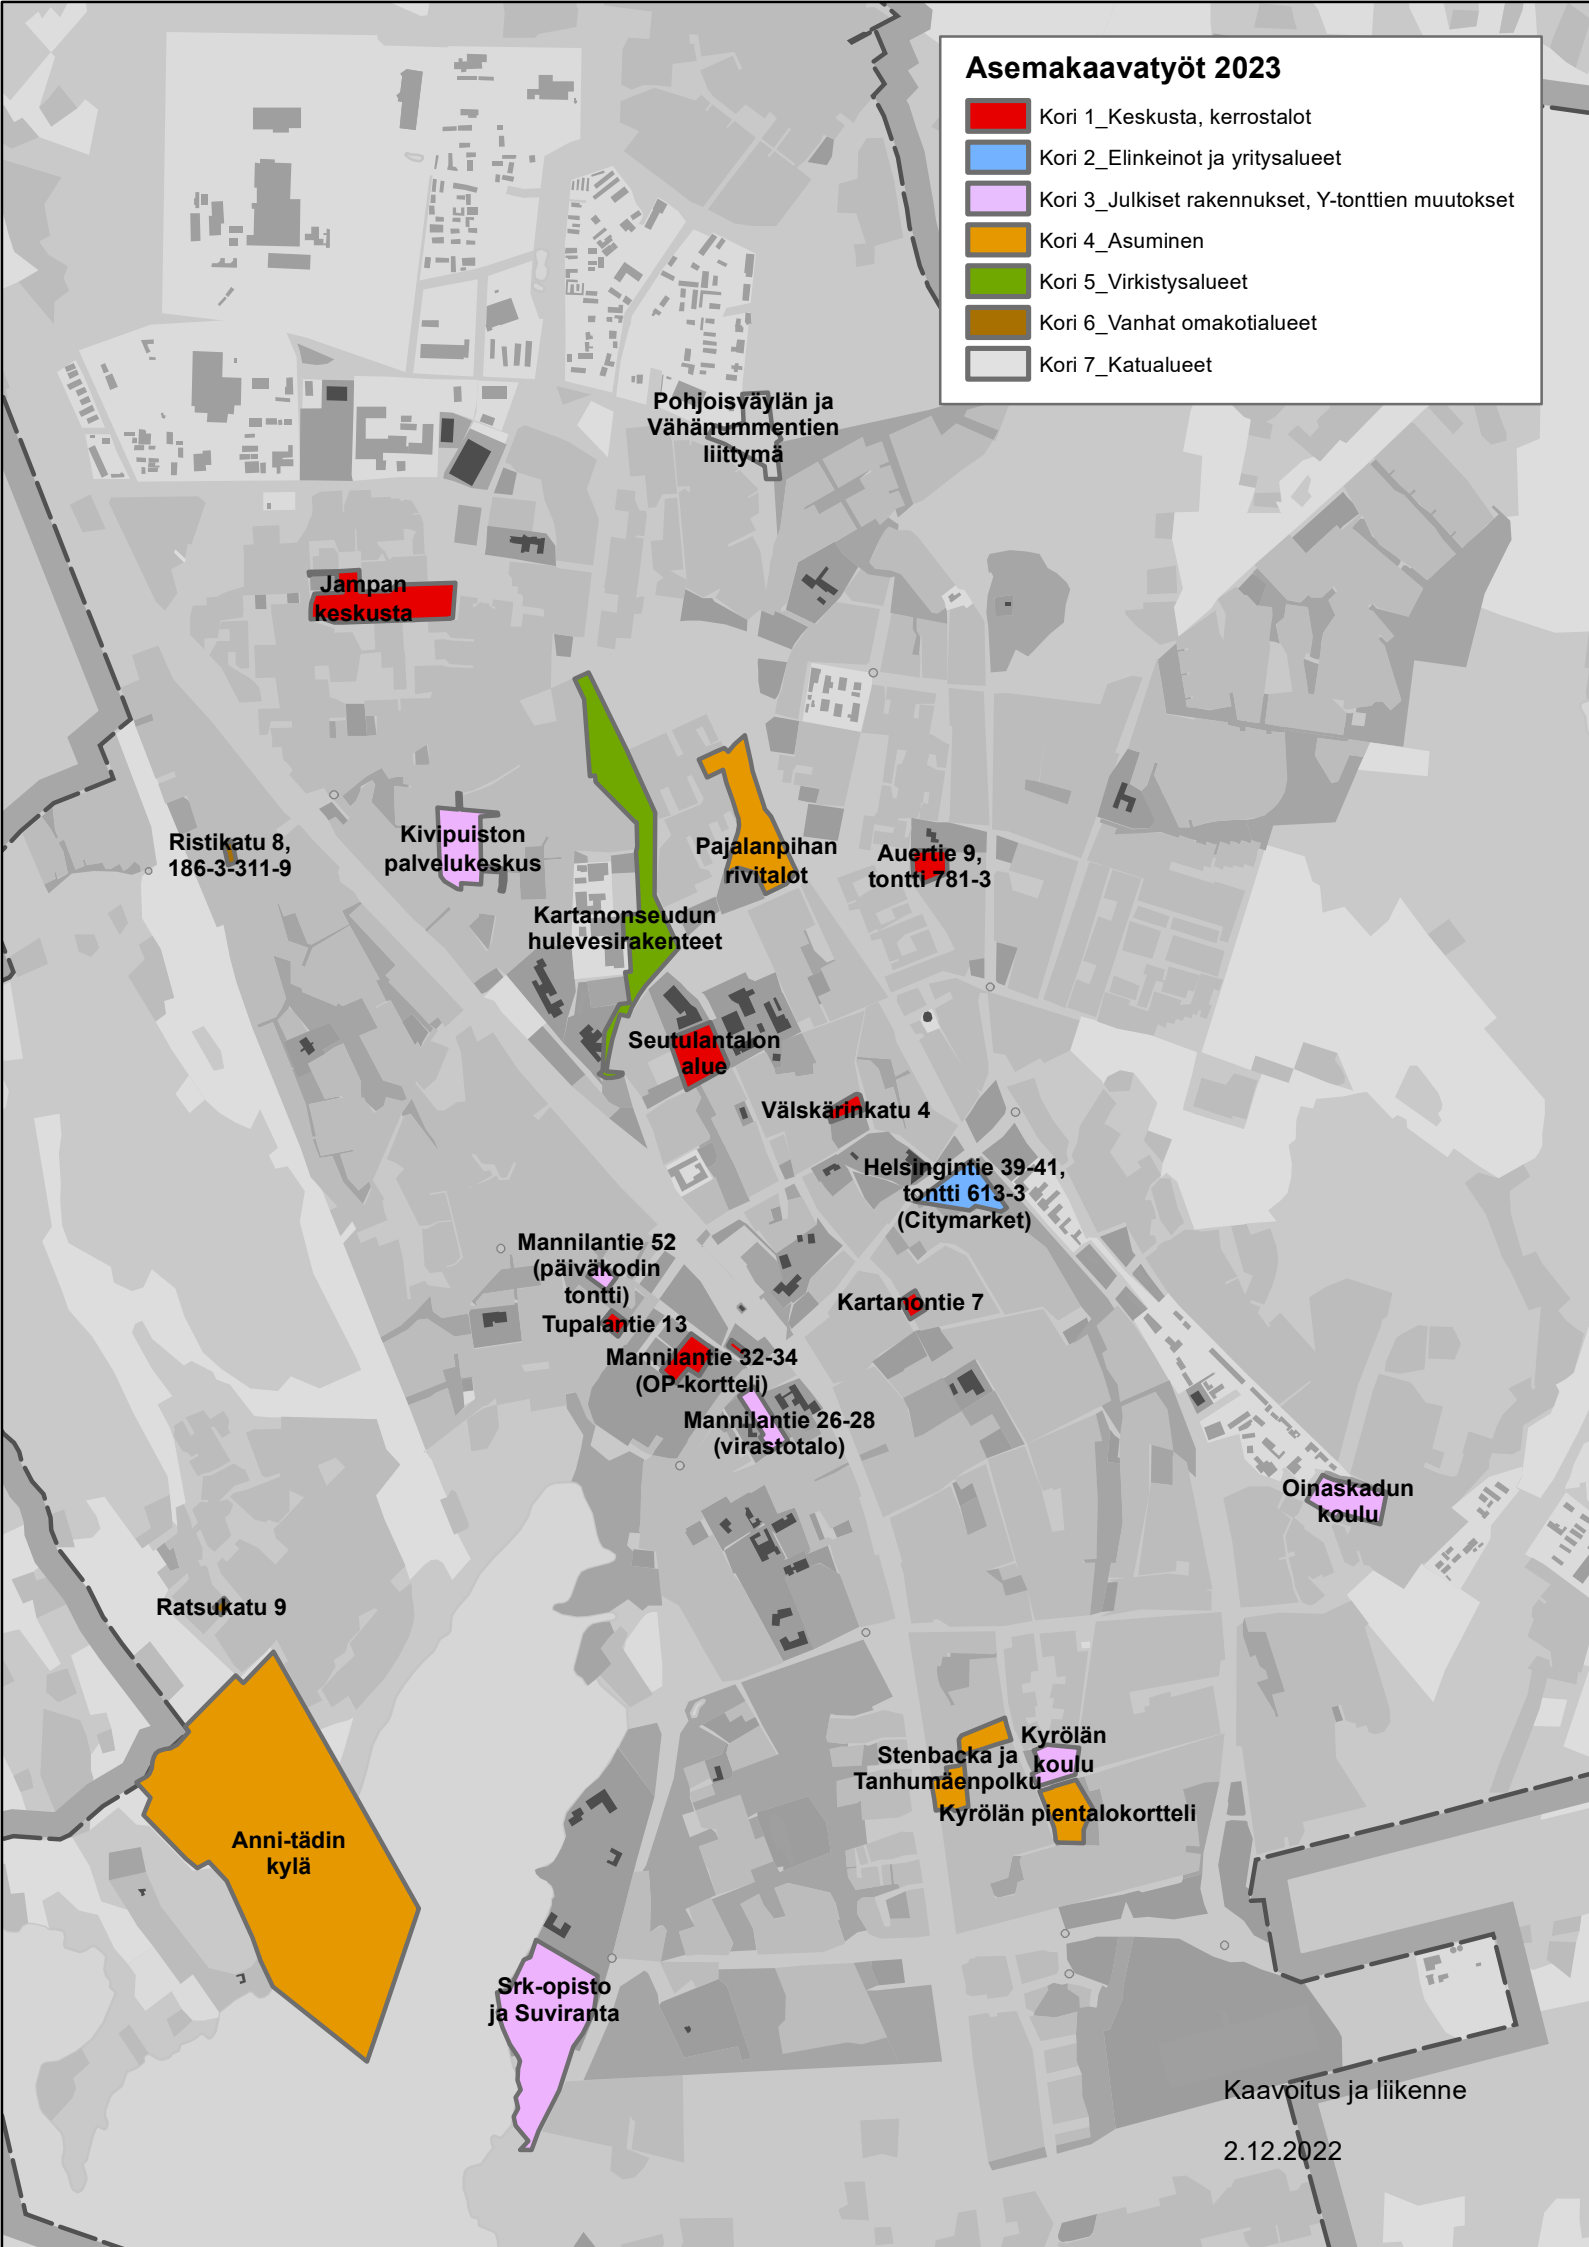 Asemakaavatyöt 2023
Kori 1_Keskusta, kerrostalot
Kori 2_Elinkeinot ja yritysalueet
Kori 3_Julkiset rakennukset, Y-tonttien muutokset
Kori 4_Asuminen
Kori 5_Virkistysalueet
Kori 6_Vanhat omakotialueet
Kori 7_Katualueet
Pohjoisväylän ja
Vähänummentien
liittymä
Jampan
keskusta
Ristikatu 8,
186-3-311-9
Kivipuiston
palvelukeskus
Pajalanpihan
rivitalot
Auertie 9,
tontti 781-3
Kartanonseudun
hulevesirakenteet
Seutulantalon
alue
Välskärinkatu 4
Helsingintie 39-41,
tontti 613-3
(Citymarket)
Mannilantie 52
(päiväkodin
tontti)
Kartanontie 7
Tupalantie 13
Mannilantie 32-34
(OP-kortteli)
Mannilantie 26-28
(virastotalo)
Oinaskadun
koulu
Ratsukatu 9
Kyrölän
koulu
Stenbacka ja
Tanhumäenpolku
Kyrölän pientalokortteli
Anni-tädin
kylä
Srk-opisto
ja Suviranta
Kaavoitus ja liikenne
2.12.2022